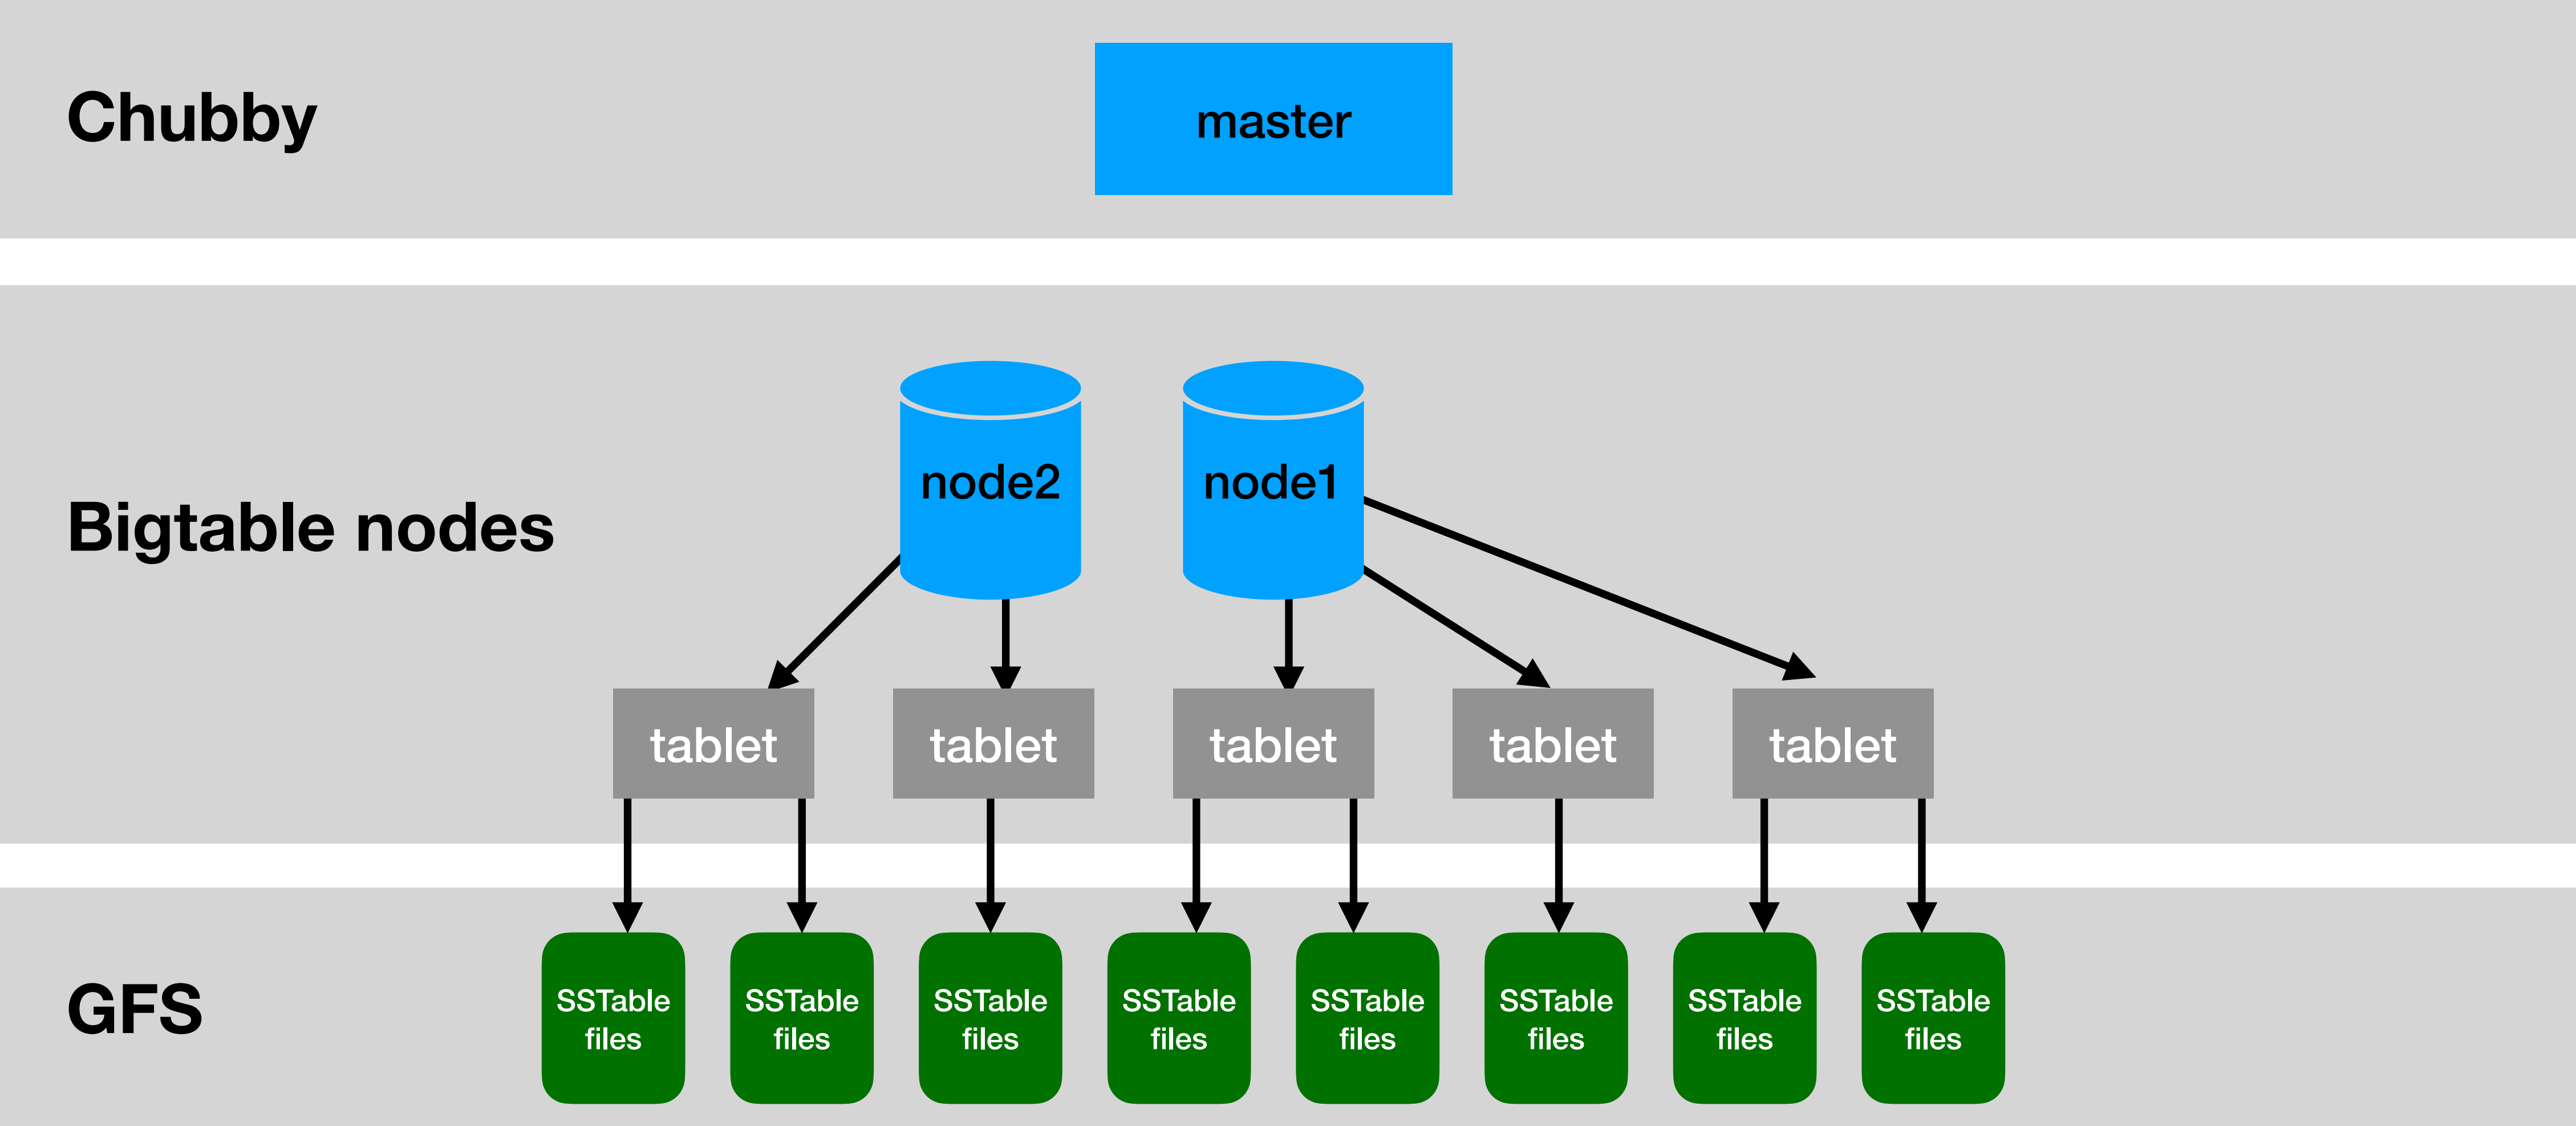 Chubby
master
Bigtable nodes
node2
node1
tablet
tablet
tablet
tablet
tablet
GFS
SSTable
files
SSTable
files
SSTable
files
SSTable
files
SSTable
files
SSTable
files
SSTable
files
SSTable
files